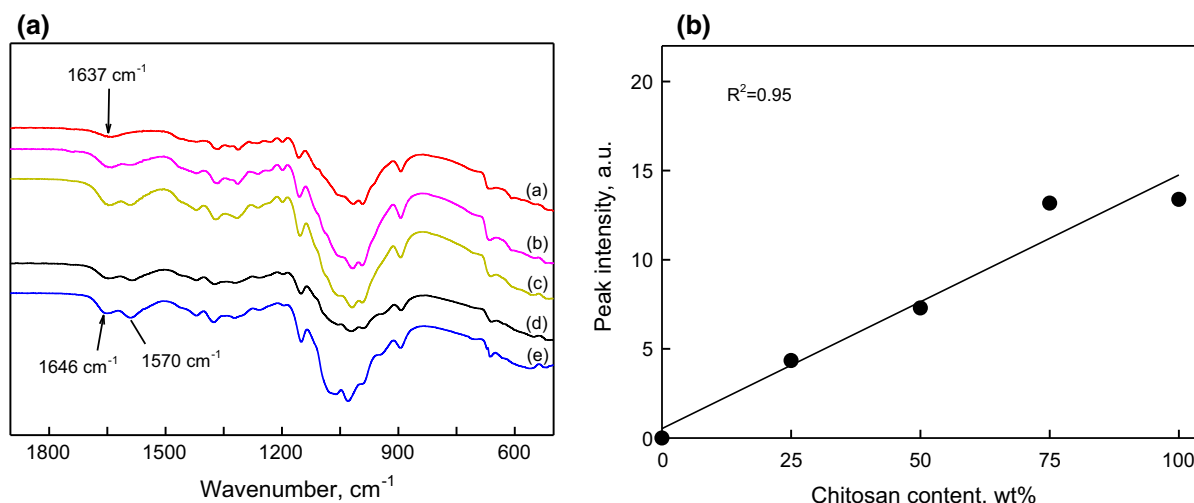 (a)
1637 cm-1
(a)
(b)
(c)
(d)
(e)
1646 cm-1
1570 cm-1
1800 1500 1200 900 600
Wavenumber, cm-1
(b)
R2=0.95
20
15
10
5
0
0 25 50 75 100
Peak intensity, a.u.
Chitosan content, wt%